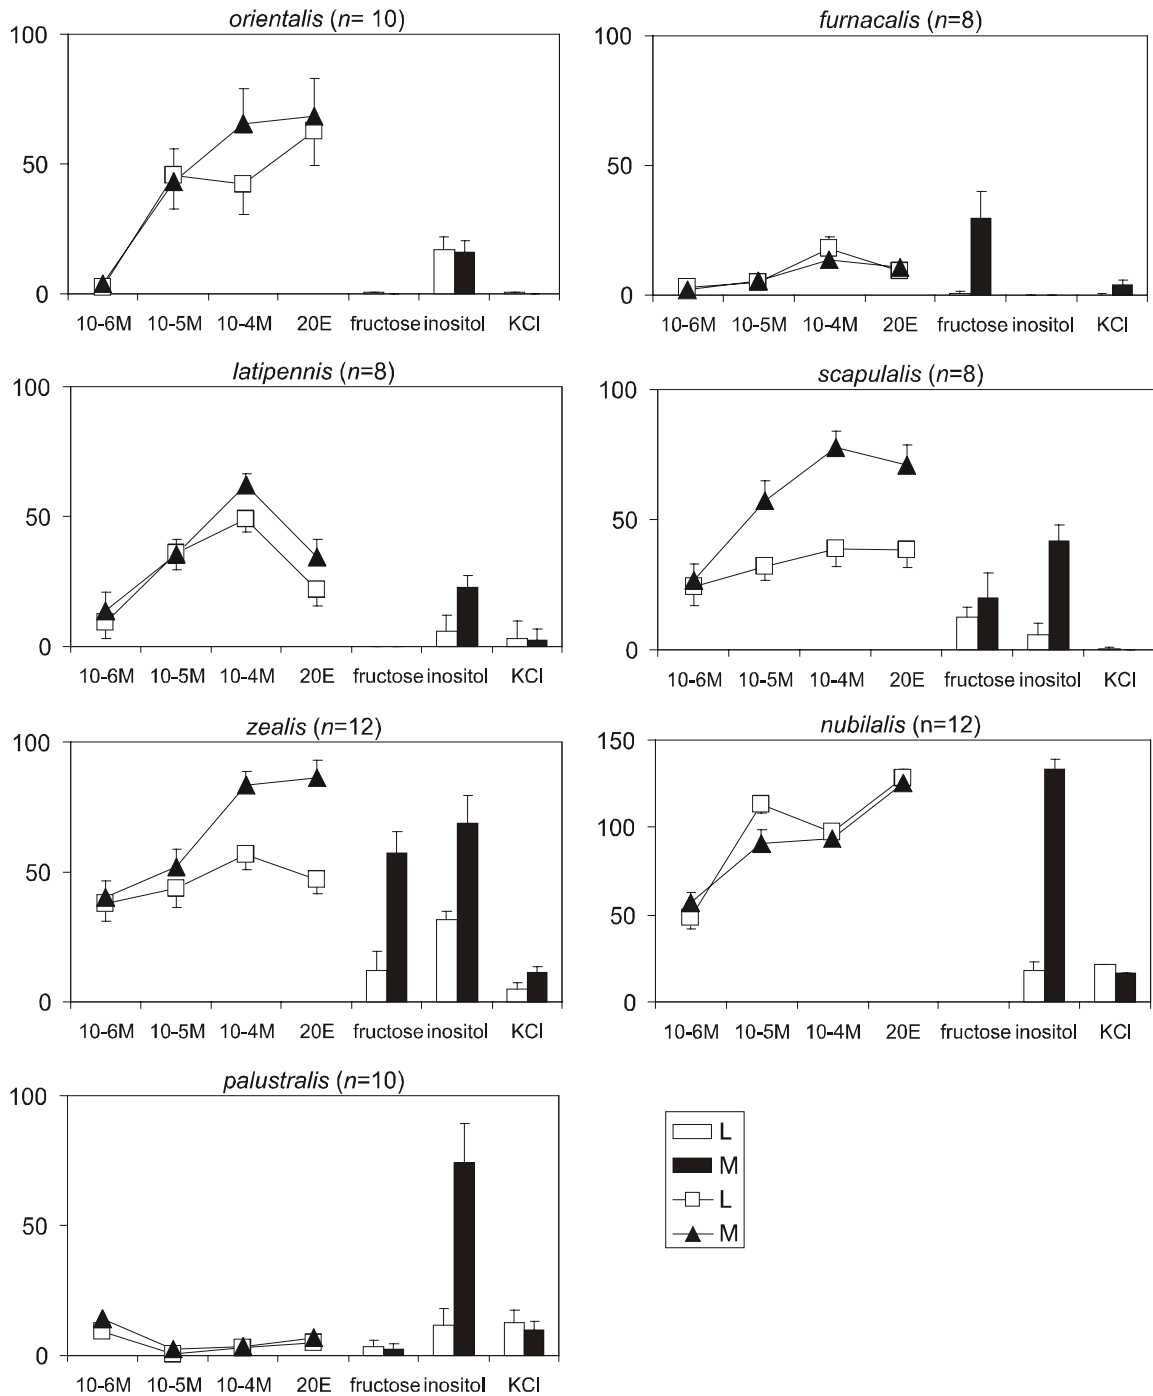 orientalis (n= 10)
100
50
0
10-6M 10-5M 10-4M 20E fructose inositol KCl
furnacalis (n=8)
100
50
0
10-6M 10-5M 10-4M 20E fructose inositol KCl
latipennis (n=8)
100
50
0
10-6M 10-5M 10-4M 20E fructose inositol KCl
scapulalis (n=8)
100
50
0
10-6M 10-5M 10-4M 20E fructose inositol KCl
zealis (n=12)
100
50
0
10-6M 10-5M 10-4M 20E fructose inositol KCl
nubilalis (n=12)
150
100
50
0
10-6M 10-5M 10-4M 20E fructose inositol KCl
palustralis (n=10)
100
50
0
10-6M 10-5M 10-4M 20E fructose inositol KCl
L
M
L
M